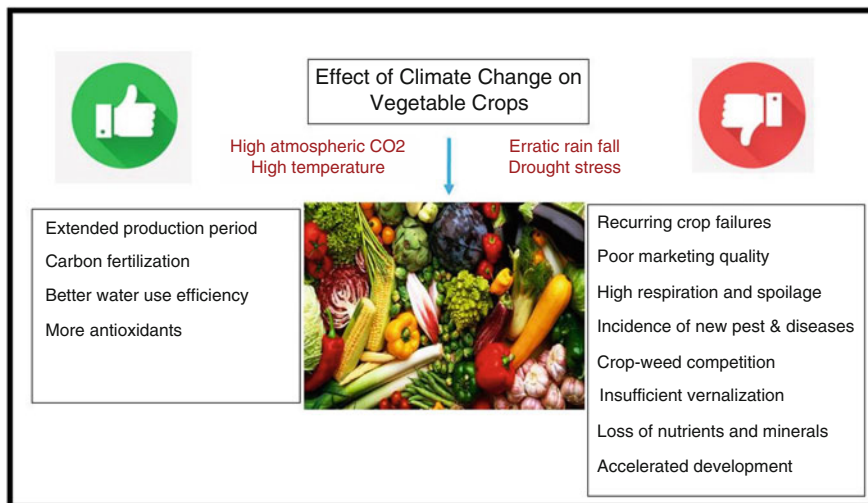 Effect of Climate Change on
Vegetable Crops
High atmospheric CO2
High temperature
Erratic rain fall
Drought stress
Extended production period
Carbon fertilization
Better water use efficiency
More antioxidants
Recurring crop failures
Poor marketing quality
High respiration and spoilage
Incidence of new pest & diseases
Crop-weed competition
Insufficient vernalization
Loss of nutrients and minerals
Accelerated development